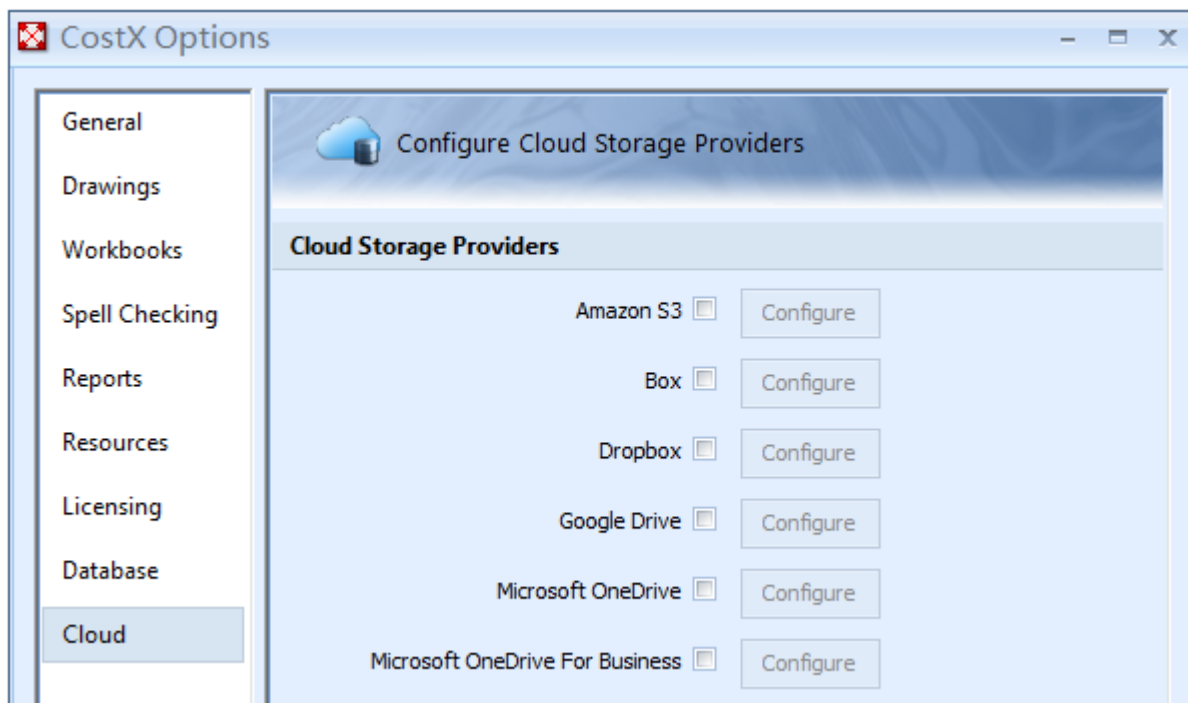 CostX Options
General
Drawings
Workbooks
Spell Checking
Reports
Resources
Licensing
Database
Cloud
Configure Cloud Storage Providers
Cloud Storage Providers
Amazon S3 Configure
Box Configure
Dropbox Configure
Google Drive Configure
Microsoft OneDrive Configure
Microsoft OneDrive For Business Configure